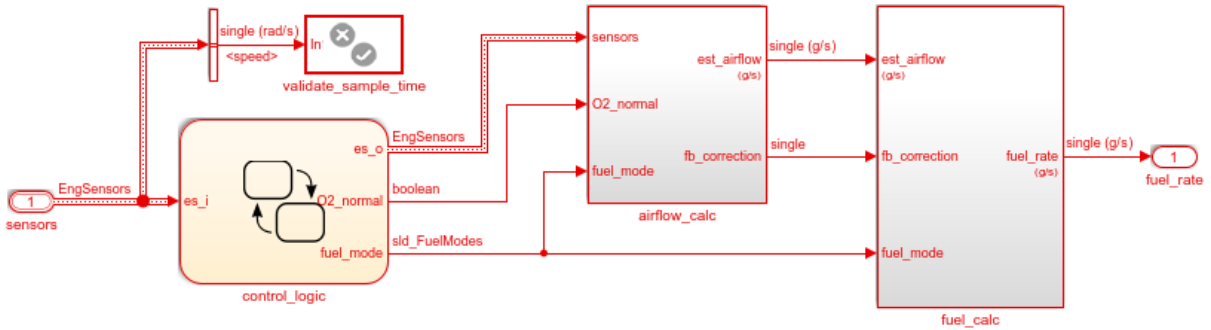 single (rad/s)
<speed>
In
validate_sample_time
1
EngSensors
sensors
es_i
es_o
O2_normal
fuel_mode
control_logic
EngSensors
boolean
sld_FuelModes
sensors
O2_normal
fuel_mode
est_airflow
(g/s)
fb_correction
airflow_calc
single (g/s)
single
est_airflow
(g/s)
fb_correction
fuel_mode
fuel_rate
(g/s)
fuel_calc
single (g/s)
1
fuel_rate